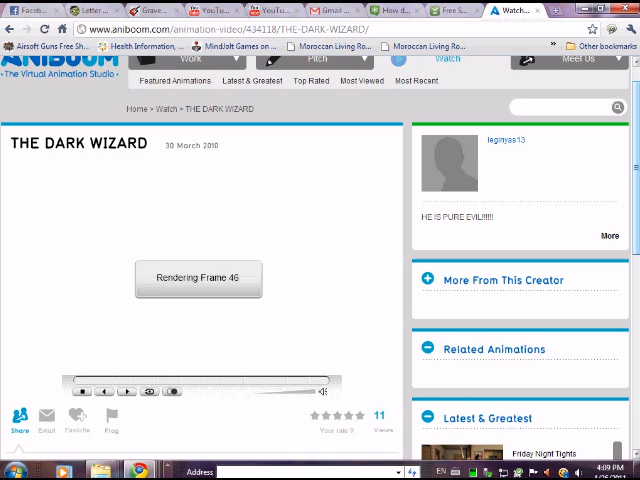 Faceb...
Letter ...
Grave...
YouTu...
YouTu...
Gmail ...
How d...
Free S...
Watch...
www.aniboom.com/animation-video/434118/THE-DARK-WIZARD/
Airsoft Guns Free Sh...
Health Information, ...
MindJolt Games on ...
Moroccan Living Ro...
Moroccan Living Ro...
»
Other bookmarks
ANIBOOM
The Virtual Animation Studio
Work
Pitch
Watch
Meet Us
Featured Animations
Latest & Greatest
Top Rated
Most Viewed
Most Recent
Home > Watch > THE DARK WIZARD
THE DARK WIZARD
30 March 2010
leginyas13
HE IS PURE EVIL!!!!!!
More
Rendering Frame 46
More From This Creator
Related Animations
Share
Email
Favorite
Flag
Your rate 0
11
Views
Latest & Greatest
Friday Night Tights
Address
EN
4:09 PM